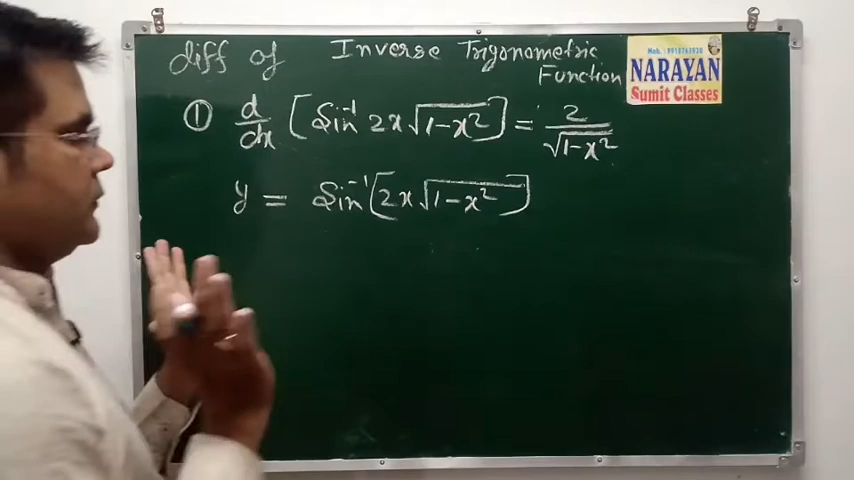 diff of Inverse Trigonometric Function
① d/dx [Sin⁻¹ 2x √(1-x²)] = 2/√(1-x²)
y = Sin⁻¹[2x√(1-x²)]
NARAYAN
Summit Classes